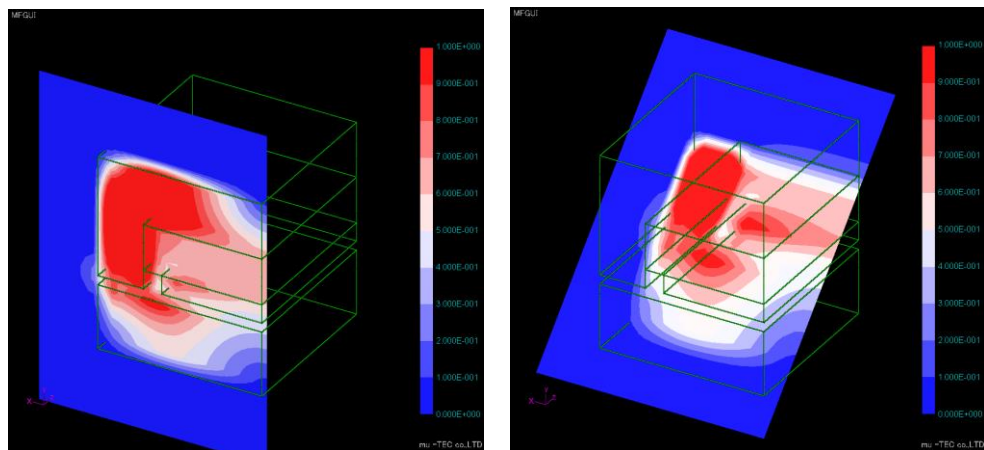 MFGUI
1.000E+000
9.000E-001
8.000E-001
7.000E-001
6.000E-001
5.000E-001
4.000E-001
3.000E-001
2.000E-001
1.000E-001
0.000E+000
X Y Z
mu -TEC co.,LTD
MFGUI
1.000E+000
9.000E-001
8.000E-001
7.000E-001
6.000E-001
5.000E-001
4.000E-001
3.000E-001
2.000E-001
1.000E-001
0.000E+000
X Y Z
mu -TEC co.,LTD